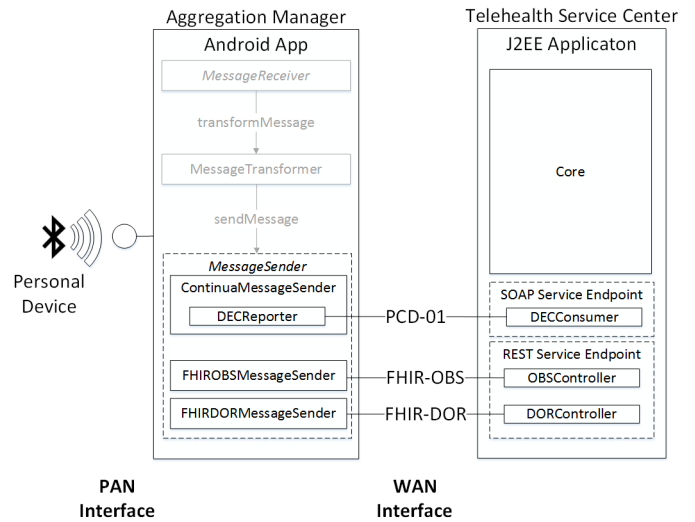 Aggregation Manager
Android App
MessageReceiver
transformMessage
MessageTransformer
sendMessage
MessageSender
ContinuaMessageSender
DECReporter
FHIROBSMessageSender
FHIRDORMessageSender
Personal
Device
PCD-01
FHIR-OBS
FHIR-DOR
Telehealth Service Center
J2EE Applicaton
Core
SOAP Service Endpoint
DECConsumer
REST Service Endpoint
OBSController
DORController
PAN
Interface
WAN
Interface